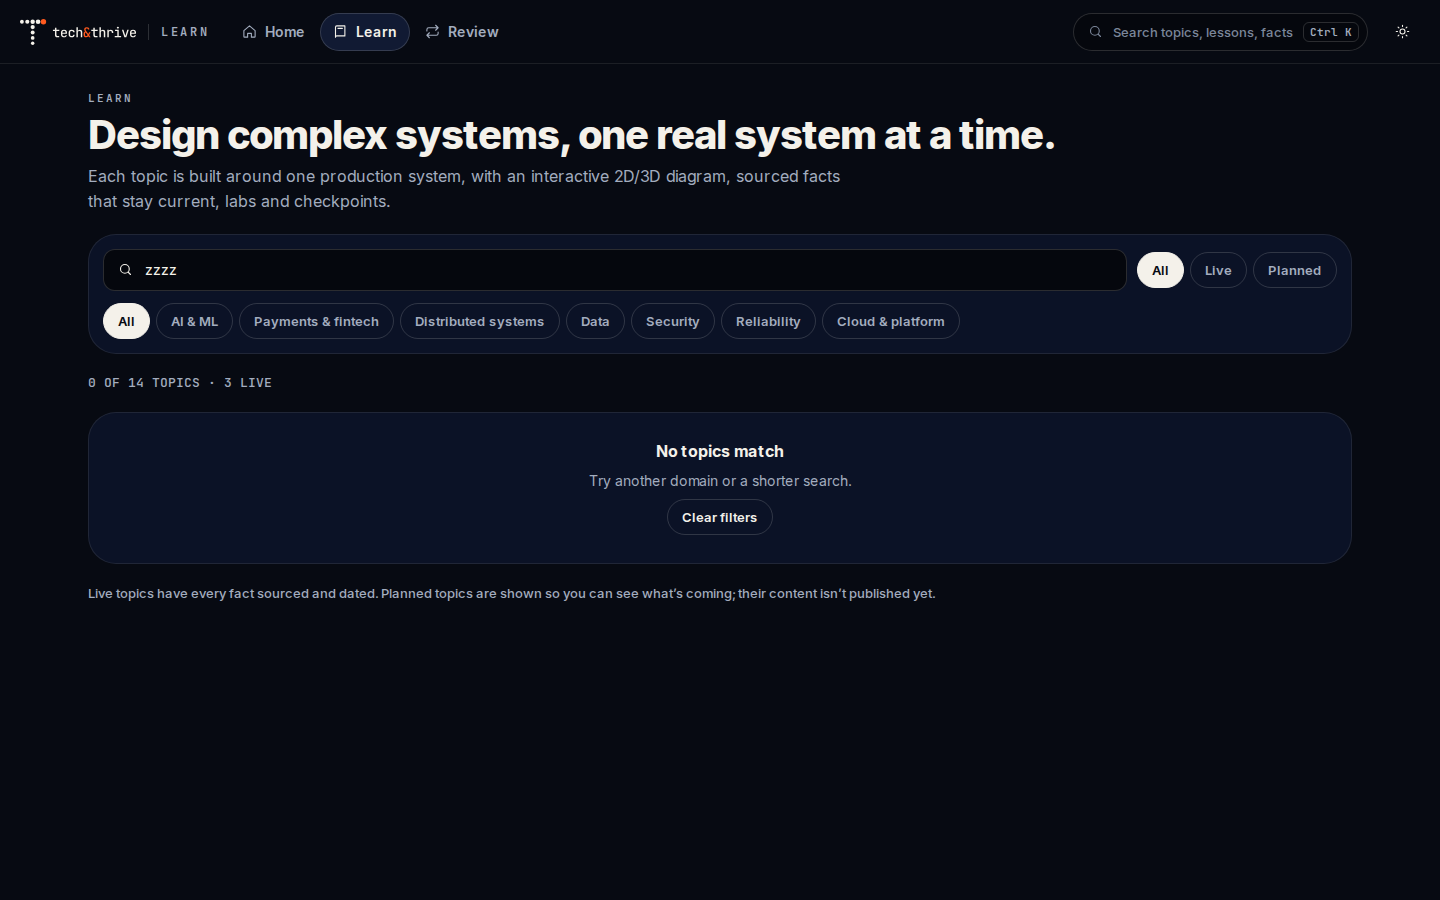 tech&thrive LEARN Home Learn Review Search topics, lessons, facts Ctrl K
LEARN
Design complex systems, one real system at a time.
Each topic is built around one production system, with an interactive 2D/3D diagram, sourced facts
that stay current, labs and checkpoints.
zzzz All Live Planned
All AI & ML Payments & fintech Distributed systems Data Security Reliability Cloud & platform
0 OF 14 TOPICS · 3 LIVE
No topics match
Try another domain or a shorter search.
Clear filters
Live topics have every fact sourced and dated. Planned topics are shown so you can see what’s coming; their content isn’t published yet.